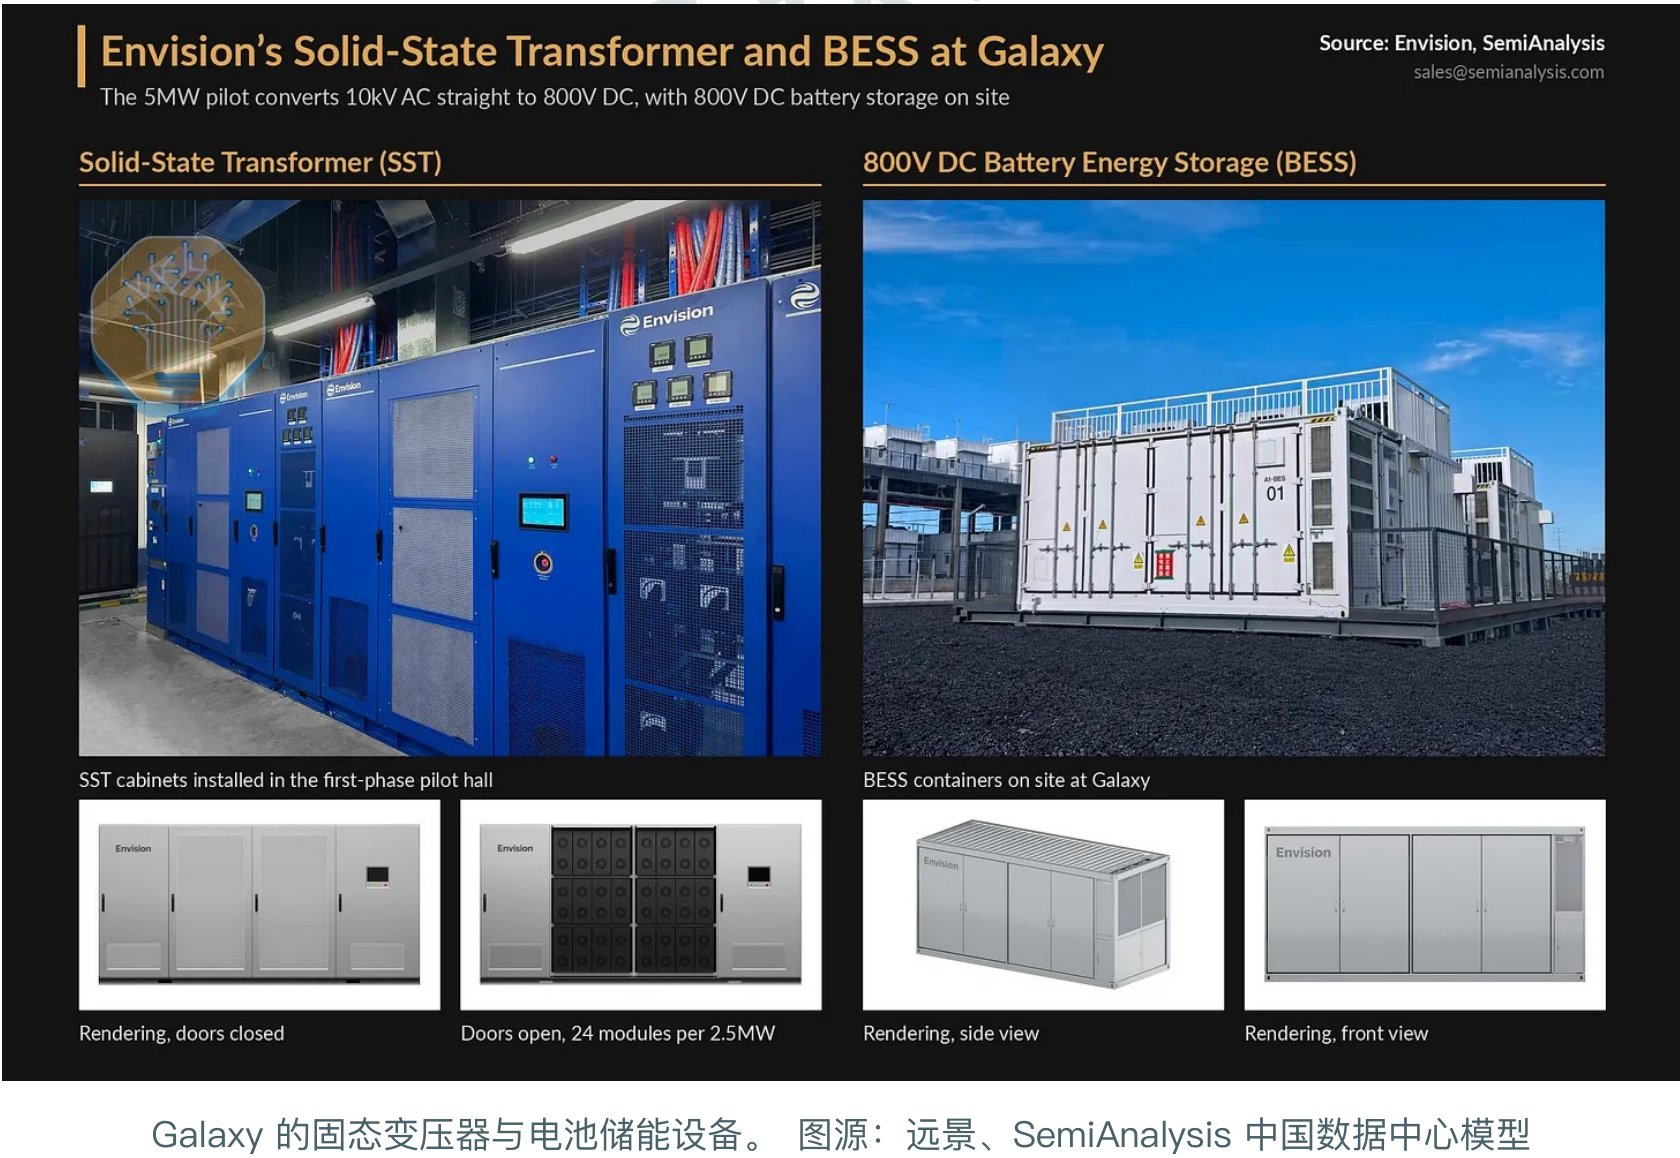 Envision's Solid-State Transformer and BESS at Galaxy
The 5MW pilot converts 10kV AC straight to 800V DC, with 800V DC battery storage on site
Source: Envision, SemiAnalysis
sales@semianalysis.com
Solid-State Transformer (SST)
800V DC Battery Energy Storage (BESS)
Envision
Envision
Envision
Envision
A1-BES
01
SST cabinets installed in the first-phase pilot hall
BESS containers on site at Galaxy
Envision
Envision
Envision
Envision
Rendering, doors closed
Doors open, 24 modules per 2.5MW
Rendering, side view
Rendering, front view
Galaxy 的固态变压器与电池储能设备。 图源：远景、SemiAnalysis 中国数据中心模型